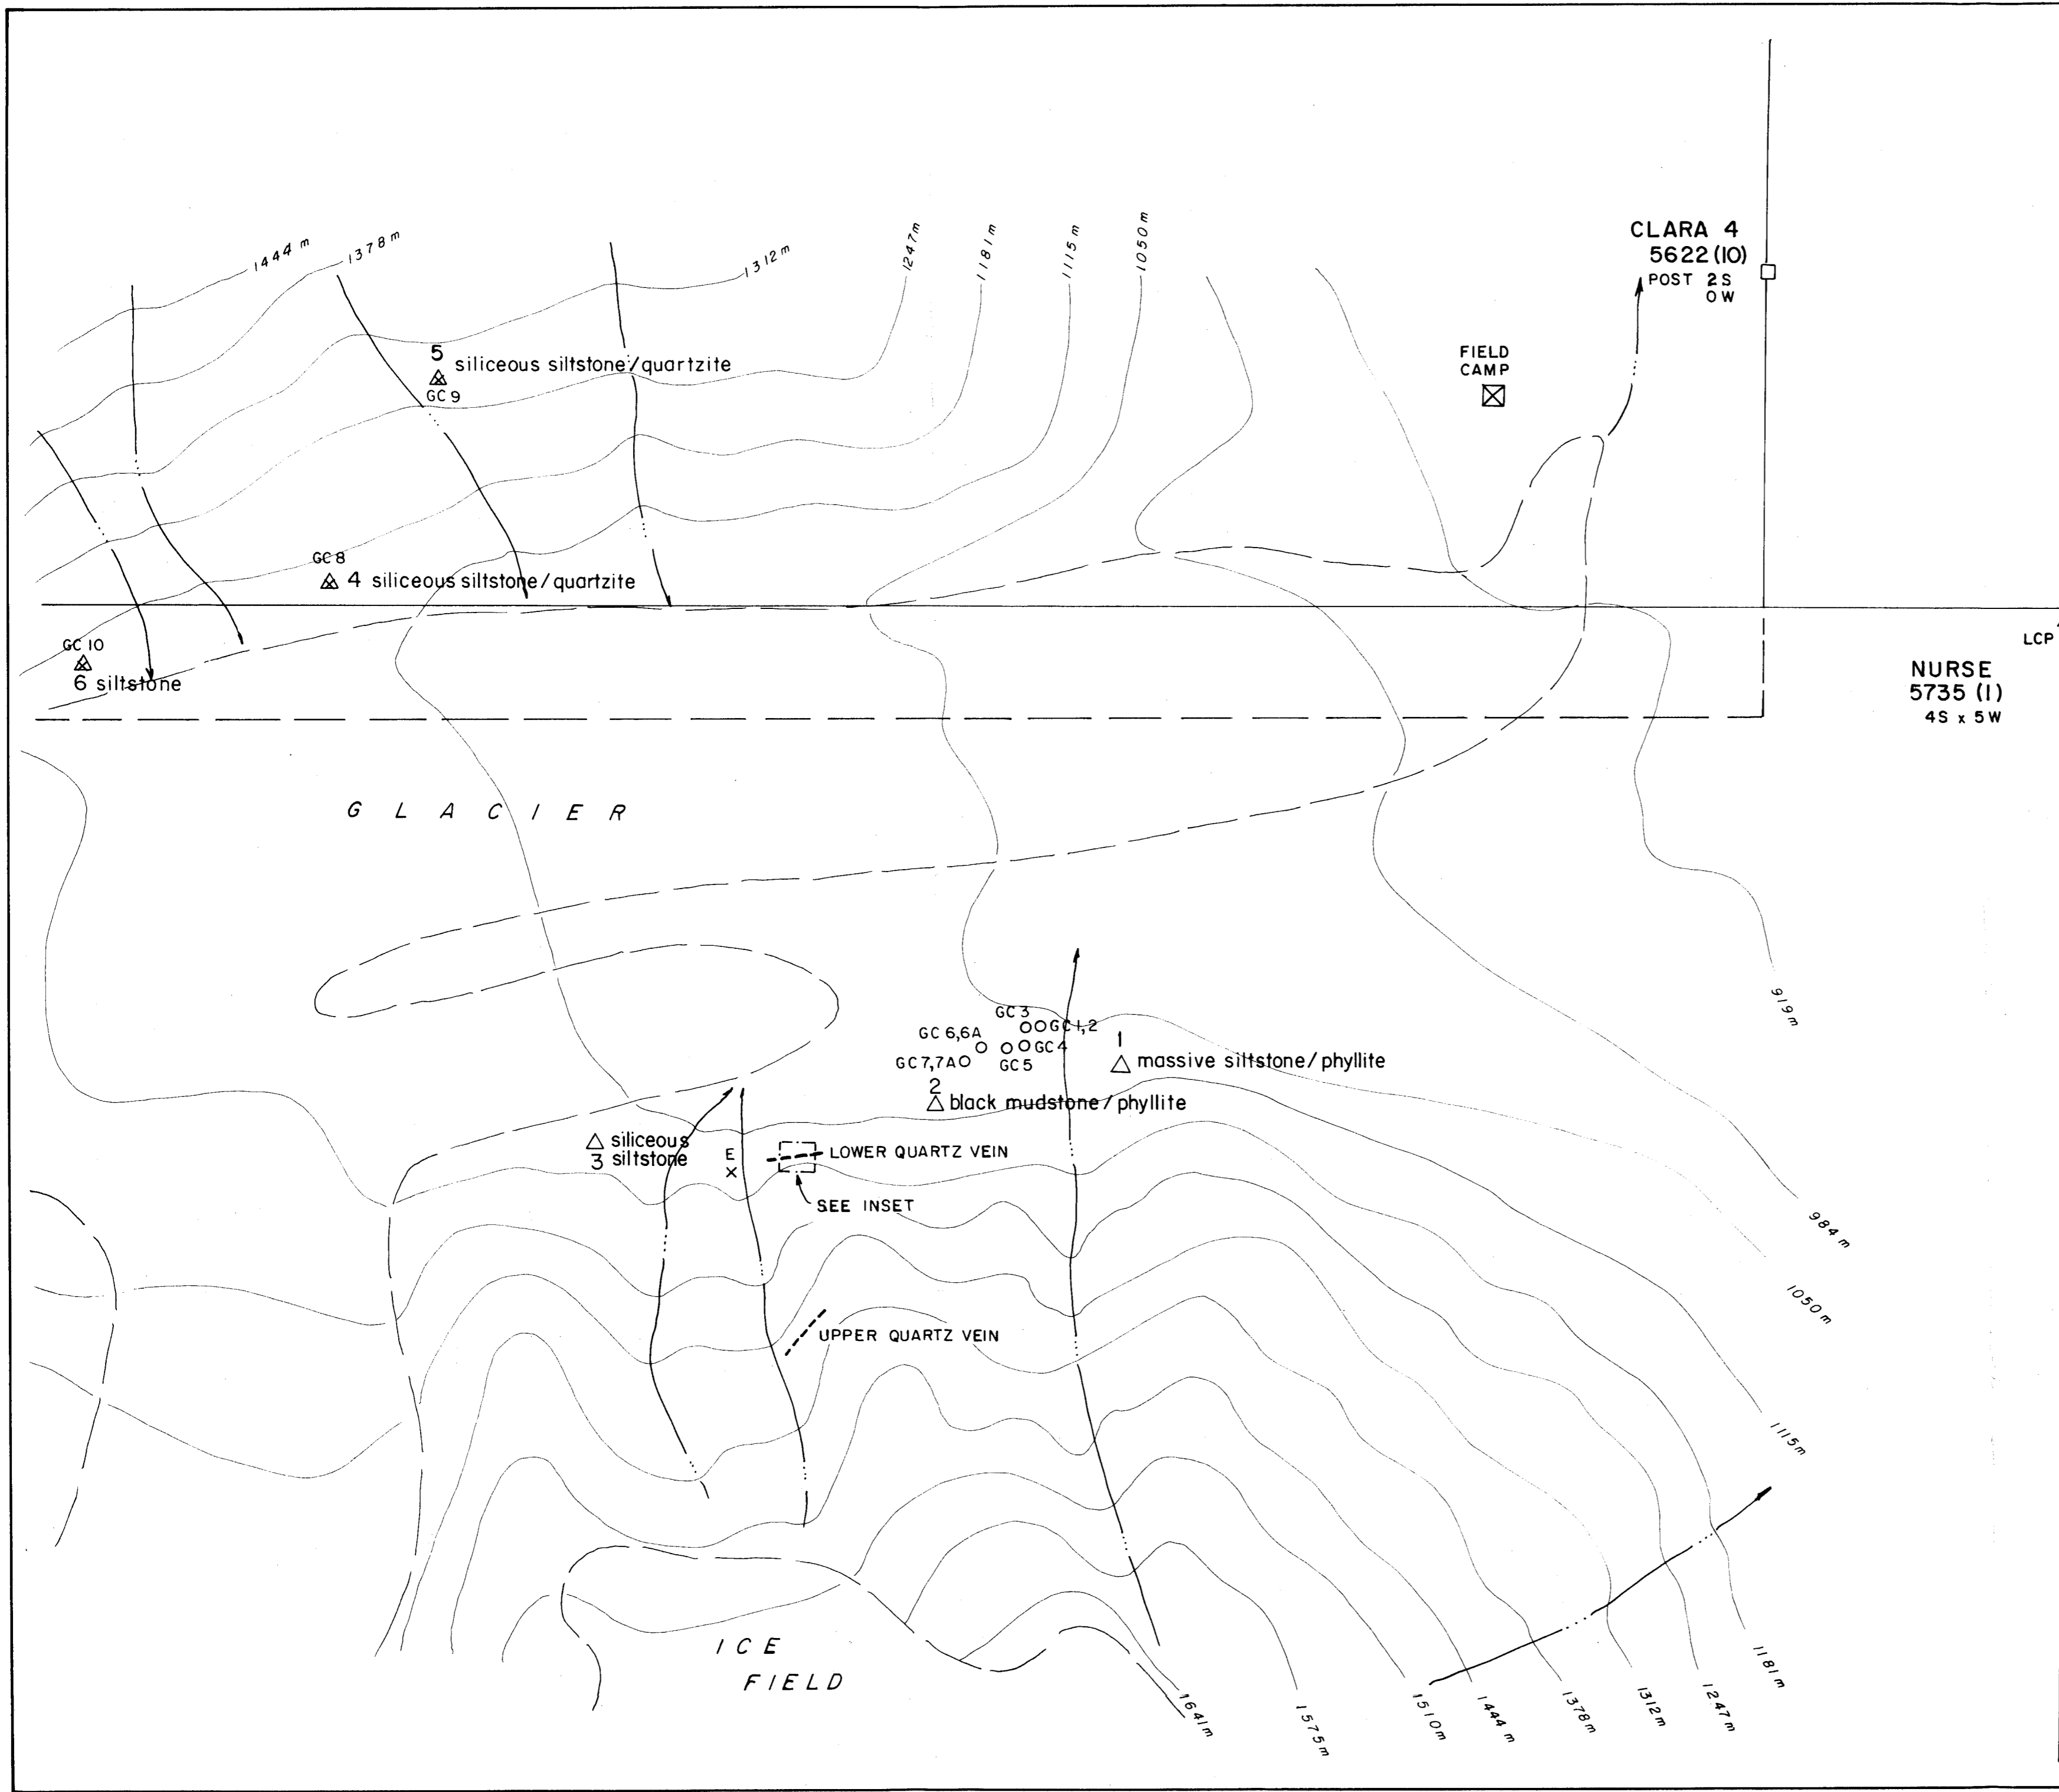 CLARA 4
5622 (10)
POST 2 S
0 W
1444 m
1378 m
1312 m
1247 m
1181 m
1115 m
1050 m
FIELD
CAMP
5
siliceous siltstone/quartzite
GC 9
GC 8
4 siliceous siltstone/quartzite
GC 10
6 siltstone
LCP
NURSE
5735 (1)
4S x 5W
GLACIER
919 m
GC 3
GC 1,2
GC 6,6A
GC 4
GC 7,7A
GC 5
1
massive siltstone/phyllite
2
black mudstone/phyllite
siliceous
3 siltstone
E
LOWER QUARTZ VEIN
SEE INSET
984 m
1050 m
UPPER QUARTZ VEIN
1115 m
ICE
FIELD
1641 m
1575 m
1510 m
1444 m
1378 m
1312 m
1247 m
1181 m